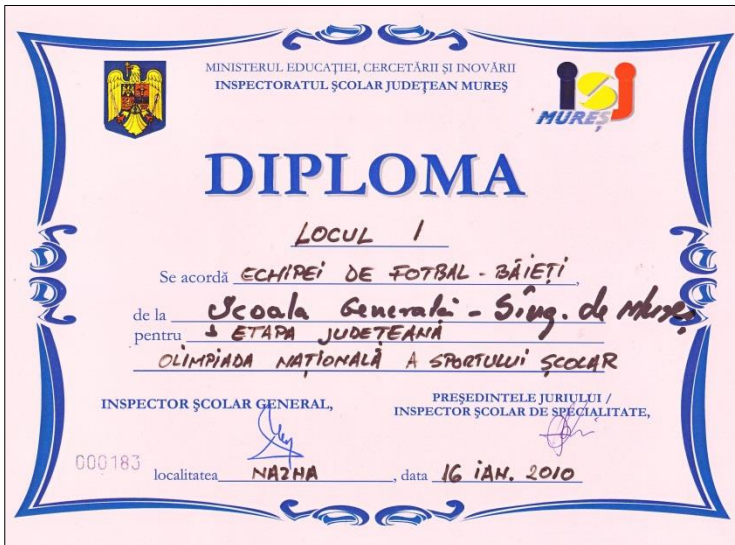 MINISTERUL EDUCAȚIEI, CERCETĂRII ȘI INOVĂRII
INSPECTORATUL ȘCOLAR JUDEȚEAN MUREȘ
isj
MUREȘ
DIPLOMA
LOCUL I
Se acordă ECHIPEI DE FOTBAL - BĂIEȚI,
de la Școala Generală - Sîng. de Mureș
pentru ETAPA JUDEȚEANĂ
OLIMPIADA NAȚIONALĂ A SPORTULUI ȘCOLAR
INSPECTOR ȘCOLAR GENERAL,
PREȘEDINTELE JURIULUI /
INSPECTOR ȘCOLAR DE SPECIALITATE,
000183
localitatea NAZNA, data 16 IAN. 2010